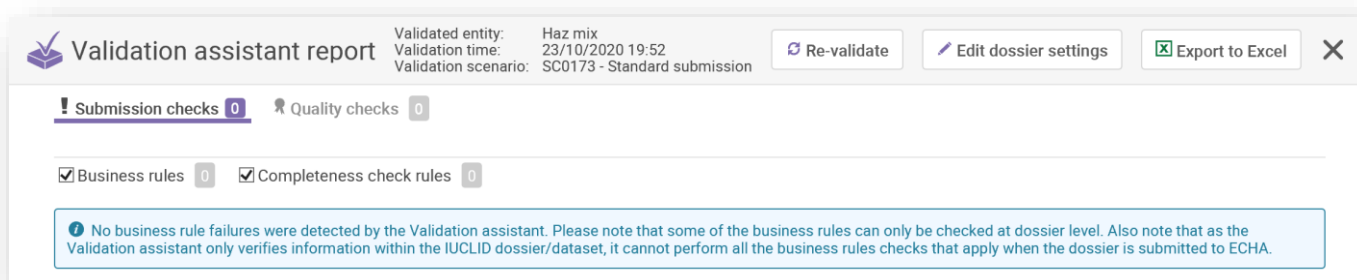 Validation assistant report
Validated entity: Haz mix
Validation time: 23/10/2020 19:52
Validation scenario: SC0173 - Standard submission
Re-validate
Edit dossier settings
Export to Excel
Submission checks 0
Quality checks 0
Business rules 0
Completeness check rules 0
No business rule failures were detected by the Validation assistant. Please note that some of the business rules can only be checked at dossier level. Also note that as the
Validation assistant only verifies information within the IUCLID dossier/dataset, it cannot perform all the business rules checks that apply when the dossier is submitted to ECHA.